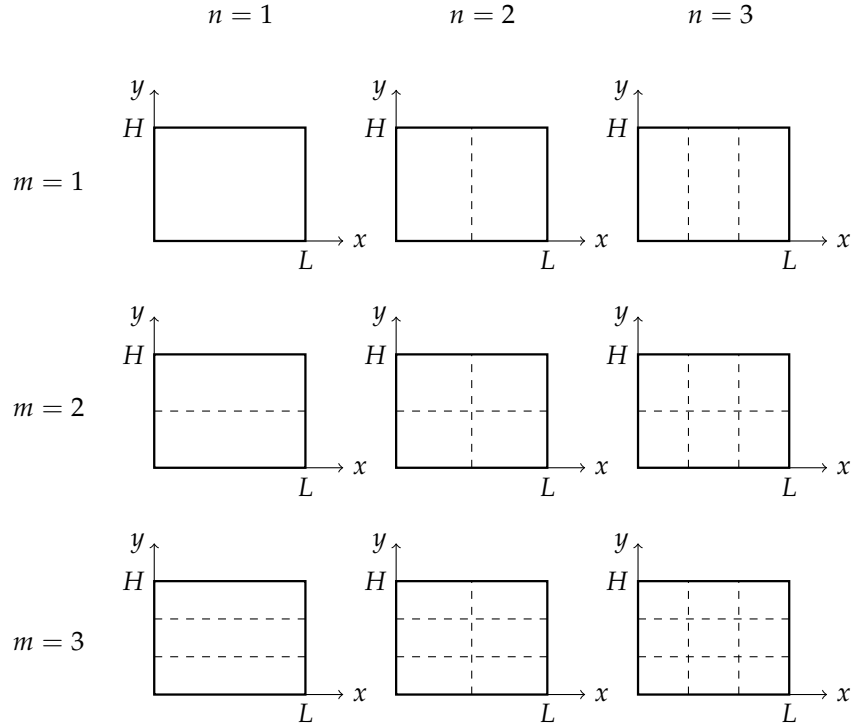 n = 1 n = 2 n = 3
y y y
H H H
m = 1
x x x
L L L
y y y
H H H
m = 2
x x x
L L L
y y y
H H H
m = 3
x x x
L L L